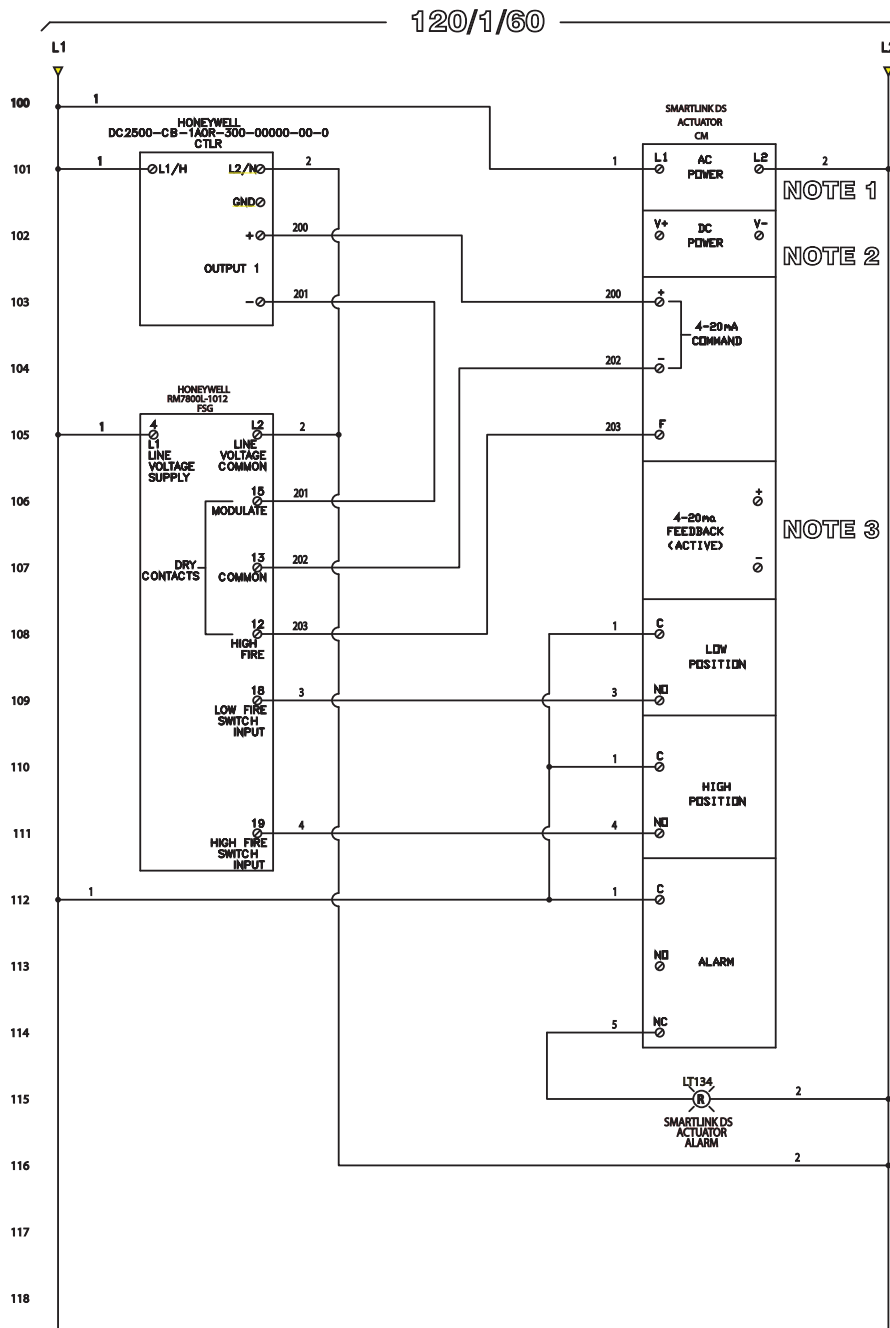 120/1/60
L1
L2
100
1
HONEYWELL
DC2500-CB-1A0R-300-00000-00-0
CTLR
SMARTLINK DS
ACTUATOR
CM
101
1
L1/H
L2/N
2
1
L1
AC
POWER
L2
2
NOTE 1
GND
102
+
200
V+
DC
POWER
V-
NOTE 2
OUTPUT 1
103
-
201
200
+
4-20mA
COMMAND
104
202
-
HONEYWELL
RM7800L-1012
FSG
105
1
4
L1
LINE
VOLTAGE
SUPPLY
L2
LINE
VOLTAGE
COMMON
2
203
F
106
15
MODULATE
201
+
4-20ma
FEEDBACK
(ACTIVE)
NOTE 3
107
DRY
CONTACTS
13
COMMON
202
-
108
12
HIGH
FIRE
203
1
C
LOW
POSITION
109
18
LOW FIRE
SWITCH
INPUT
3
3
NO
110
1
C
HIGH
POSITION
111
19
HIGH FIRE
SWITCH
INPUT
4
4
NO
112
1
1
C
113
NO
ALARM
114
5
NC
115
LT134
R
2
SMARTLINK DS
ACTUATOR
ALARM
116
2
117
118